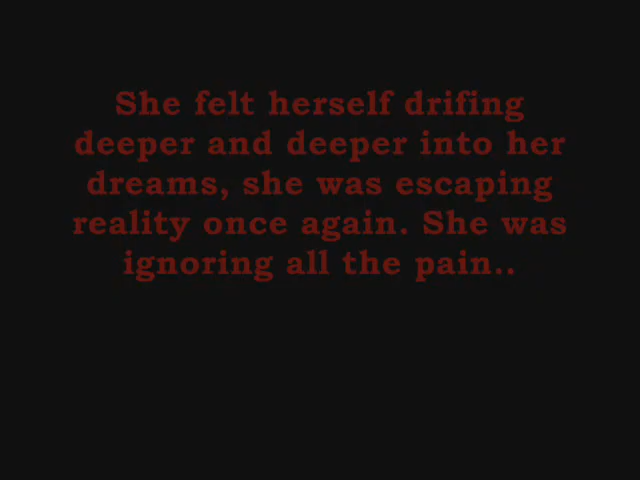 She felt herself drifing
deeper and deeper into her
dreams, she was escaping
reality once again. She was
ignoring all the pain..